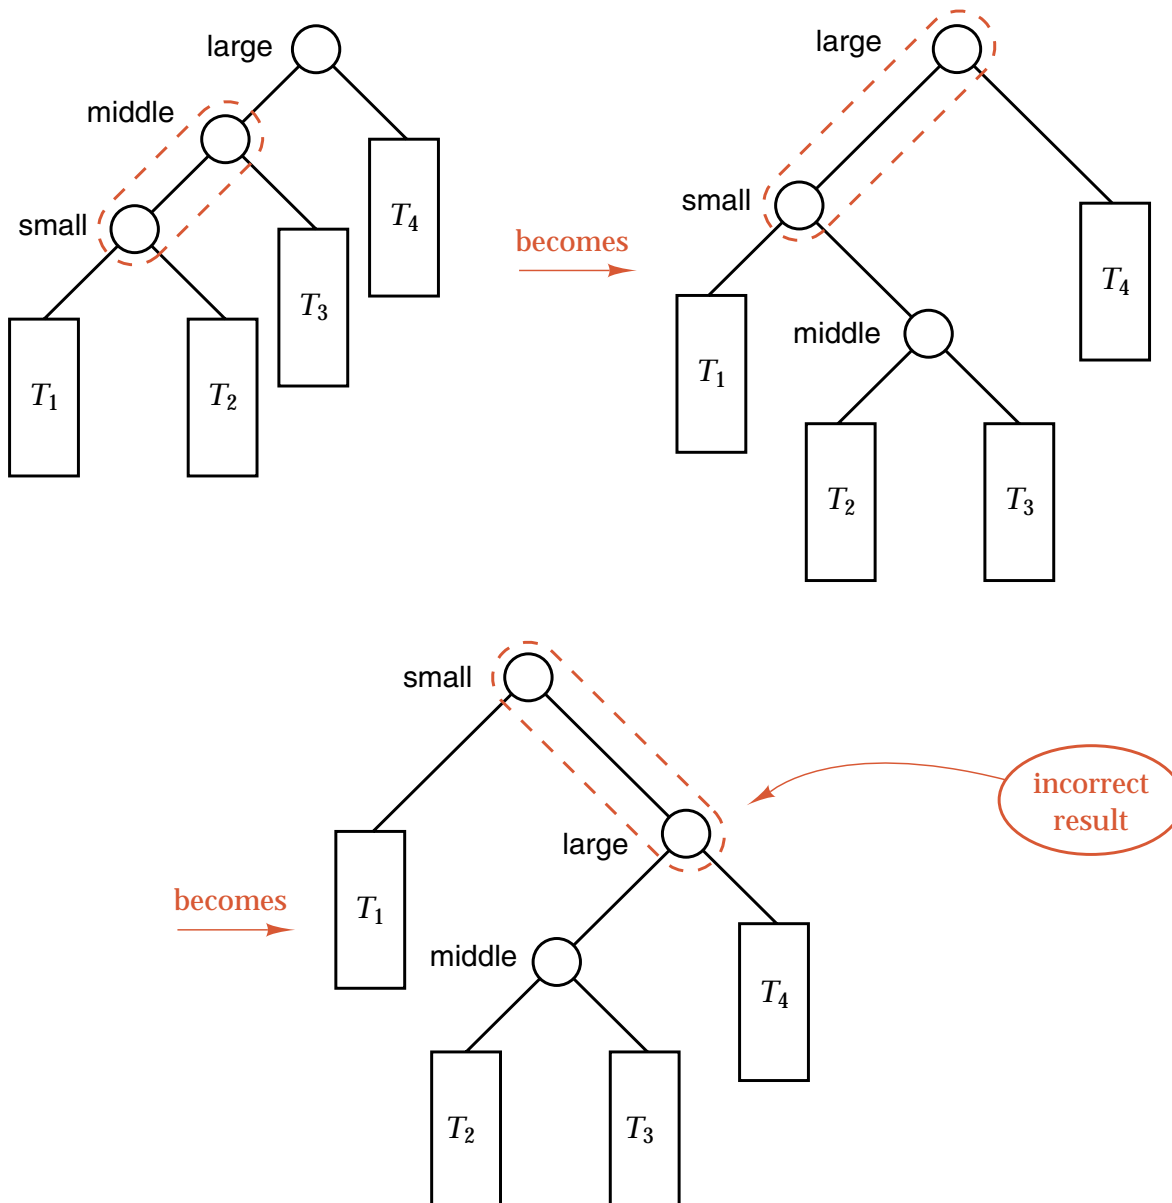 large
middle
small
T₁
T₂
T₃
T₄
becomes
large
small
middle
T₁
T₂
T₃
T₄
becomes
small
large
middle
T₁
T₂
T₃
T₄
incorrect
result